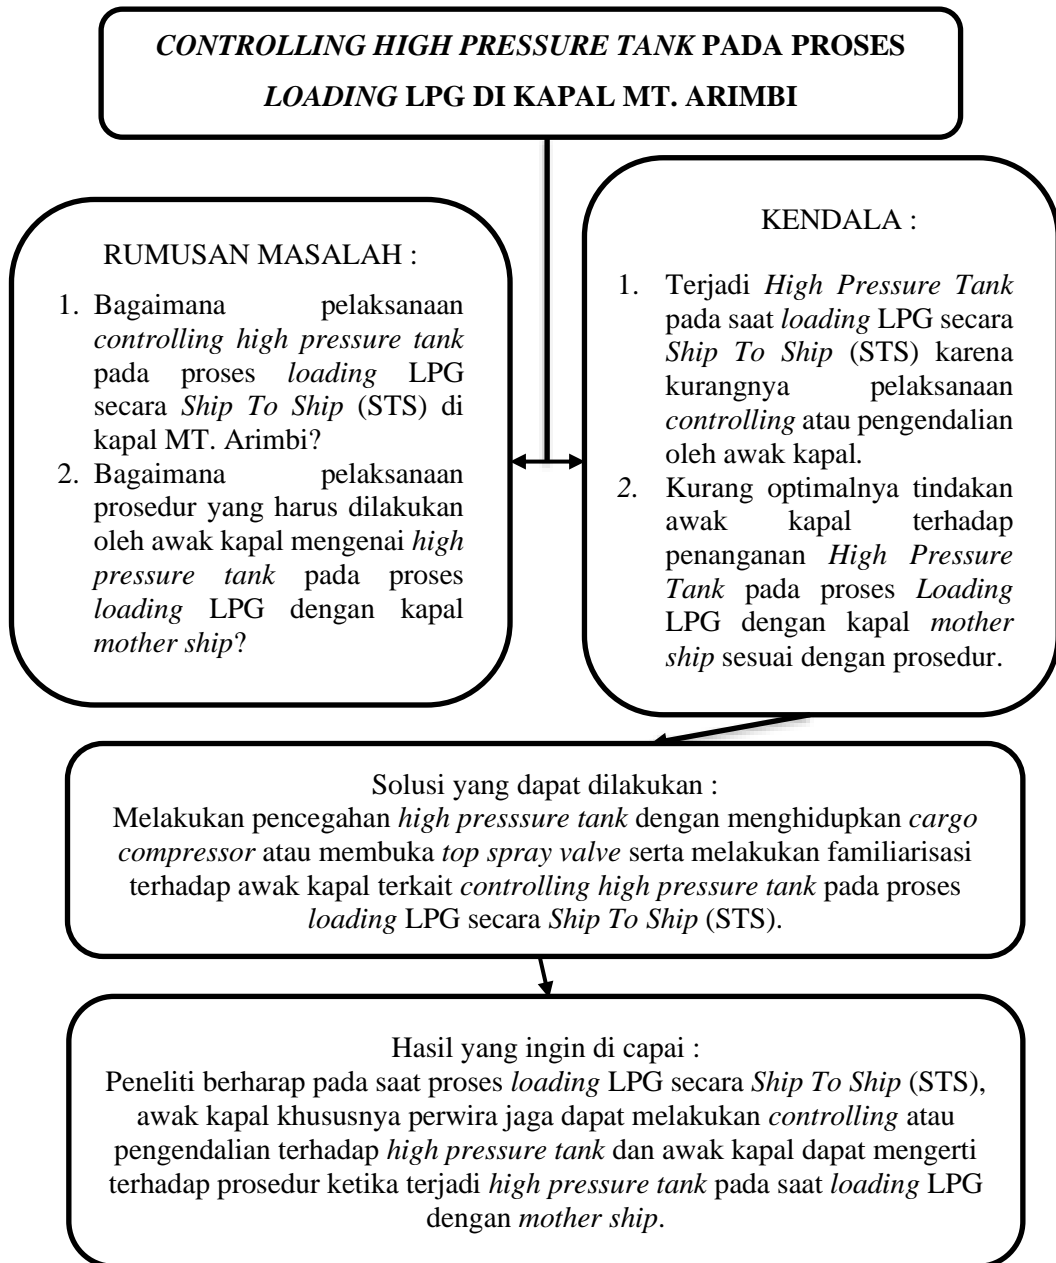 CONTROLLING HIGH PRESSURE TANK PADA PROSES
LOADING LPG DI KAPAL MT. ARIMBI
RUMUSAN MASALAH :
1. Bagaimana pelaksanaan
controlling high pressure tank
pada proses loading LPG
secara Ship To Ship (STS) di
kapal MT. Arimbi?
2. Bagaimana pelaksanaan
prosedur yang harus dilakukan
oleh awak kapal mengenai high
pressure tank pada proses
loading LPG dengan kapal
mother ship?
KENDALA :
1. Terjadi High Pressure Tank
pada saat loading LPG secara
Ship To Ship (STS) karena
kurangnya pelaksanaan
controlling atau pengendalian
oleh awak kapal.
2. Kurang optimalnya tindakan
awak kapal terhadap
penanganan High Pressure
Tank pada proses Loading
LPG dengan kapal mother
ship sesuai dengan prosedur.
Solusi yang dapat dilakukan :
Melakukan pencegahan high presssure tank dengan menghidupkan cargo
compressor atau membuka top spray valve serta melakukan familiarisasi
terhadap awak kapal terkait controlling high pressure tank pada proses
loading LPG secara Ship To Ship (STS).
Hasil yang ingin di capai :
Peneliti berharap pada saat proses loading LPG secara Ship To Ship (STS),
awak kapal khususnya perwira jaga dapat melakukan controlling atau
pengendalian terhadap high pressure tank dan awak kapal dapat mengerti
terhadap prosedur ketika terjadi high pressure tank pada saat loading LPG
dengan mother ship.